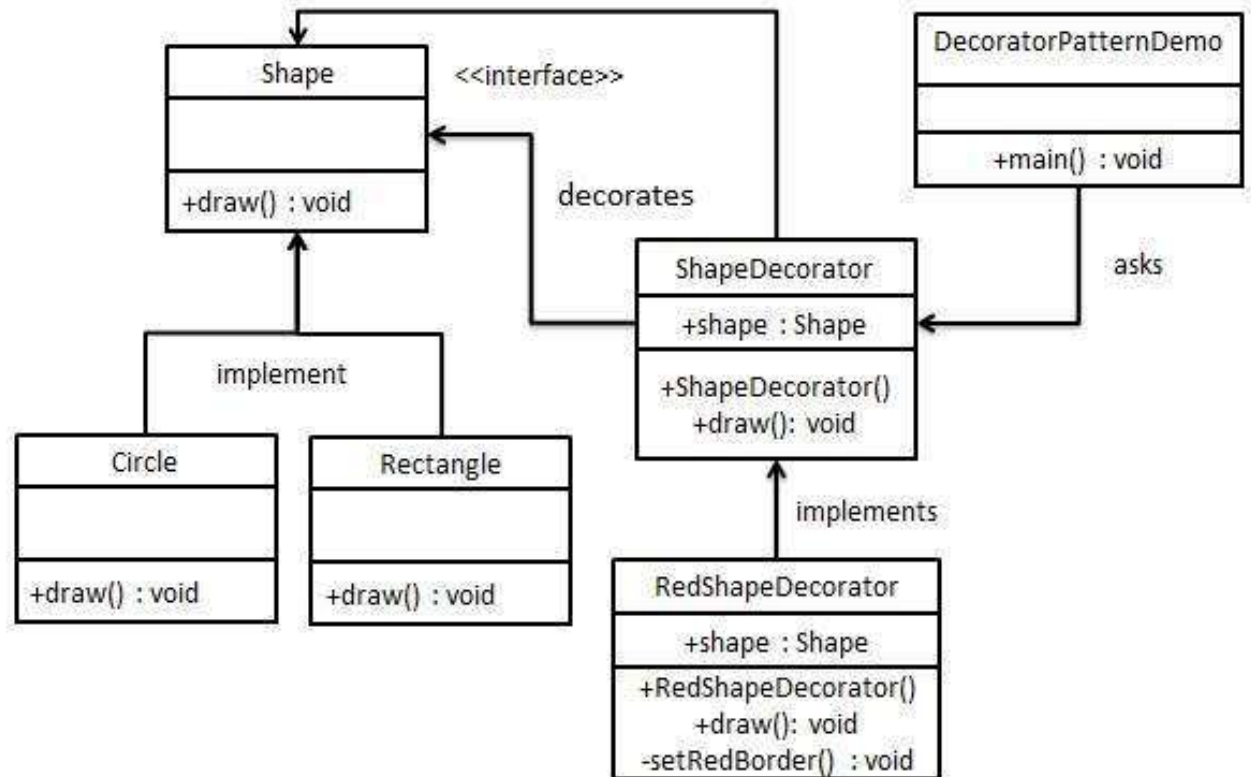 Shape
+draw() : void
<<interface>>
DecoratorPatternDemo
+main() : void
decorates
asks
ShapeDecorator
+shape : Shape
+ShapeDecorator()
+draw(): void
implement
Circle
+draw() : void
Rectangle
+draw() : void
implements
RedShapeDecorator
+shape : Shape
+RedShapeDecorator()
+draw(): void
-setRedBorder() : void